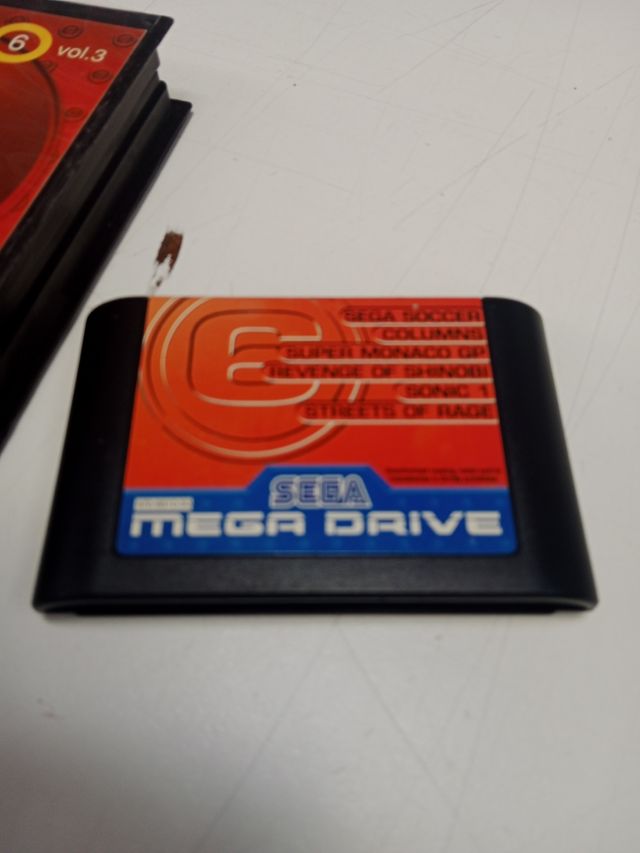 6 vol.3
6
SEGA SOCCER
COLUMNS
SUPER MONACO GP
REVENGE OF SHINOBI
SONIC 1
STREETS OF RAGE
SEGA
MEGA DRIVE